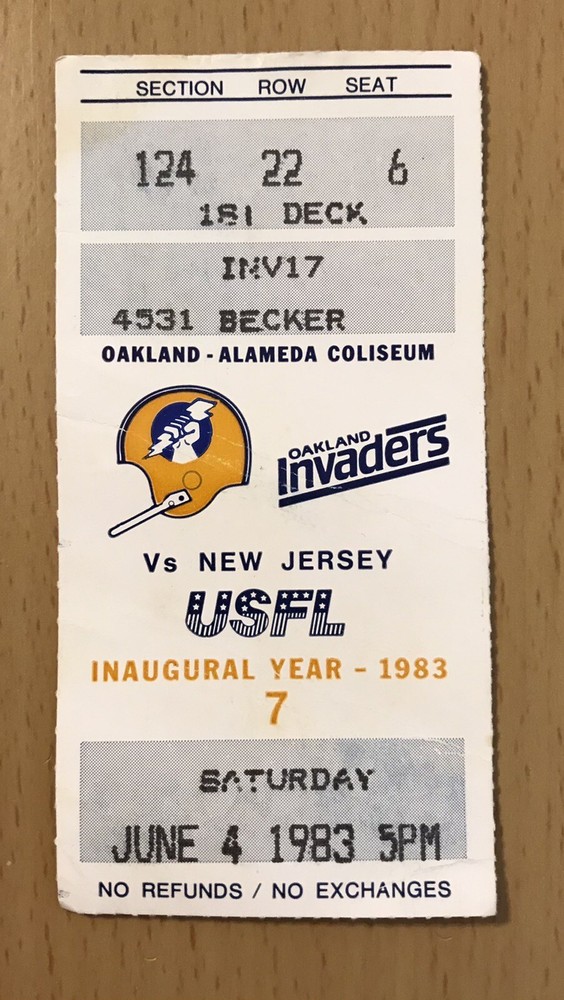 SECTION ROW SEAT
124 22 6
1St DECK
INV17
4531 BECKER
OAKLAND - ALAMEDA COLISEUM
OAKLAND
Invaders
Vs NEW JERSEY
USFL
INAUGURAL YEAR - 1983
7
SATURDAY
JUNE 4 1983 5PM
NO REFUNDS / NO EXCHANGES